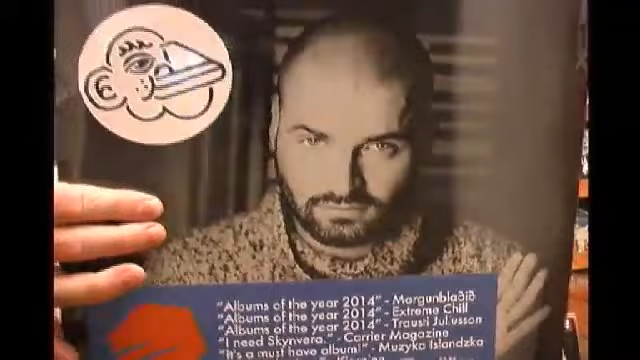 "Albums of the year 2014" - Morgunblaðið
"Albums of the year 2014" - Extreme Chill
"Albums of the year 2014" - Trausti Júlíusson
"I need Skynvera." - Carrier Magazine
"It's a must have album!" - Muzyka Islandzka